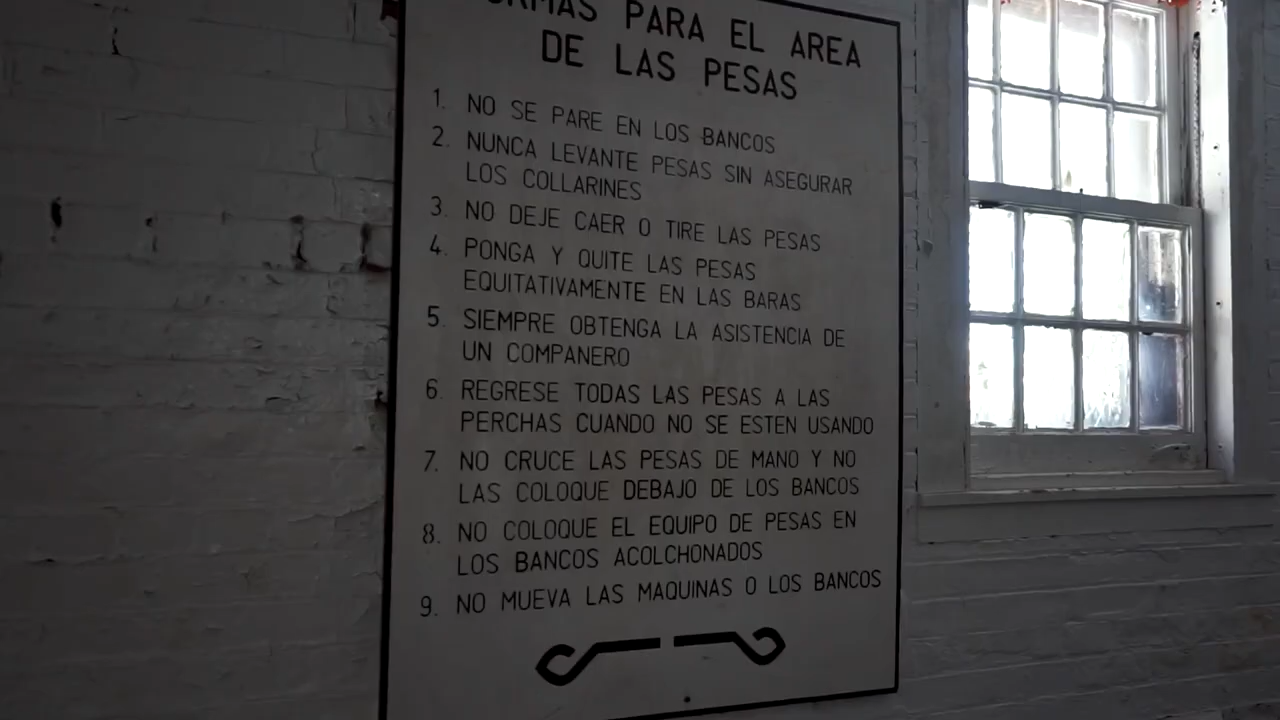 ORMAS PARA EL AREA
DE LAS PESAS
1. NO SE PARE EN LOS BANCOS
2. NUNCA LEVANTE PESAS SIN ASEGURAR
LOS COLLARINES
3. NO DEJE CAER O TIRE LAS PESAS
4. PONGA Y QUITE LAS PESAS
EQUITATIVAMENTE EN LAS BARAS
5. SIEMPRE OBTENGA LA ASISTENCIA DE
UN COMPANERO
6. REGRESE TODAS LAS PESAS A LAS
PERCHAS CUANDO NO SE ESTEN USANDO
7. NO CRUCE LAS PESAS DE MANO Y NO
LAS COLOQUE DEBAJO DE LOS BANCOS
8. NO COLOQUE EL EQUIPO DE PESAS EN
LOS BANCOS ACOLCHONADOS
9. NO MUEVA LAS MAQUINAS O LOS BANCOS